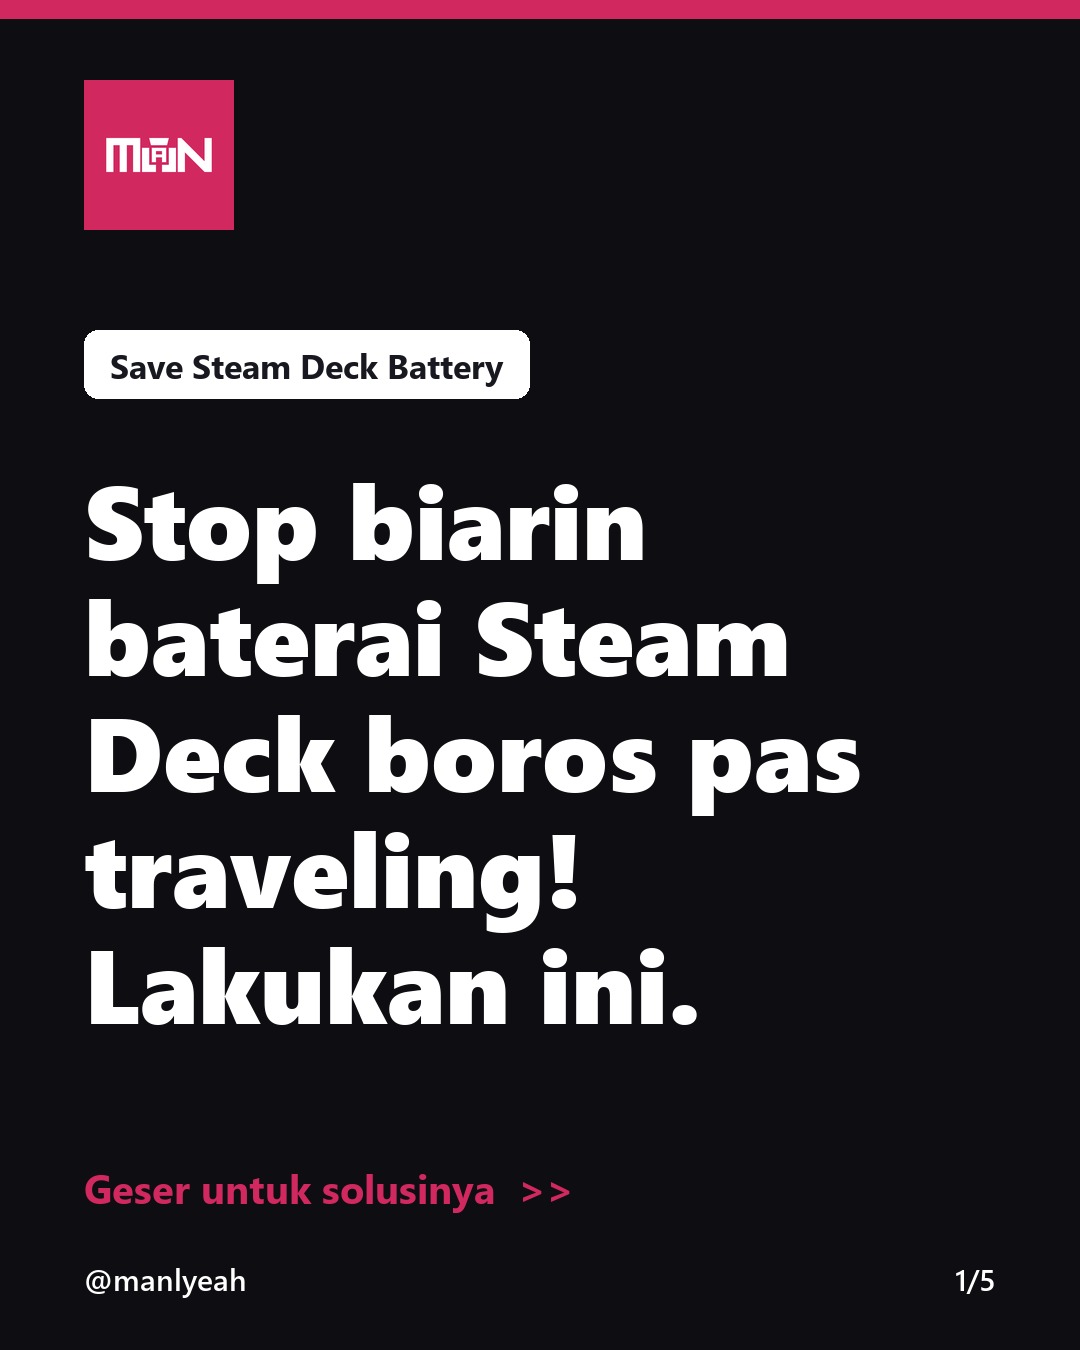 MAN
Save Steam Deck Battery
Stop biarin
baterai Steam
Deck boros pas
traveling!
Lakukan ini.
Geser untuk solusinya >>
@manlyeah
1/5